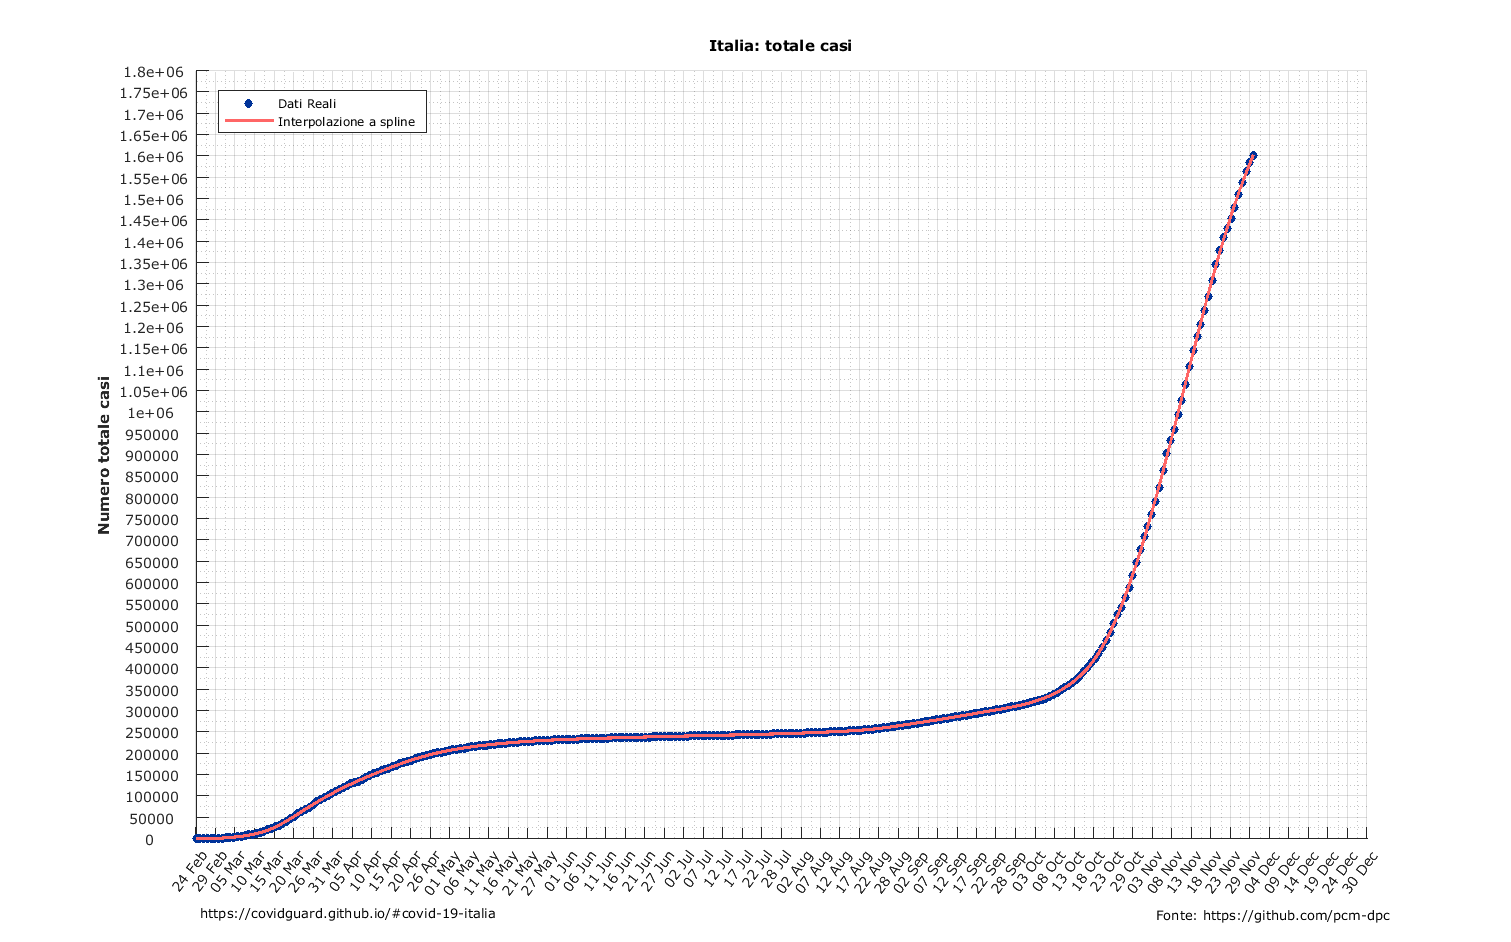 Italia: totale casi
1.8e+06
1.75e+06
1.7e+06
1.65e+06
1.6e+06
1.55e+06
1.5e+06
1.45e+06
1.4e+06
1.35e+06
1.3e+06
1.25e+06
1.2e+06
1.15e+06
1.1e+06
1.05e+06
1e+06
950000
900000
850000
800000
750000
700000
650000
600000
550000
500000
450000
400000
350000
300000
250000
200000
150000
100000
50000
0
Numero totale casi
Dati Reali
Interpolazione a spline
24 Feb
29 Feb
05 Mar
10 Mar
15 Mar
20 Mar
26 Mar
31 Mar
05 Apr
10 Apr
15 Apr
20 Apr
26 Apr
01 May
06 May
11 May
16 May
21 May
27 May
01 Jun
06 Jun
11 Jun
16 Jun
21 Jun
27 Jun
02 Jul
07 Jul
12 Jul
17 Jul
22 Jul
28 Jul
02 Aug
07 Aug
12 Aug
17 Aug
22 Aug
28 Aug
02 Sep
07 Sep
12 Sep
17 Sep
22 Sep
28 Sep
03 Oct
08 Oct
13 Oct
18 Oct
23 Oct
29 Oct
03 Nov
08 Nov
13 Nov
18 Nov
23 Nov
29 Nov
04 Dec
09 Dec
14 Dec
19 Dec
24 Dec
30 Dec
https://covidguard.github.io/#covid-19-italia
Fonte: https://github.com/pcm-dpc